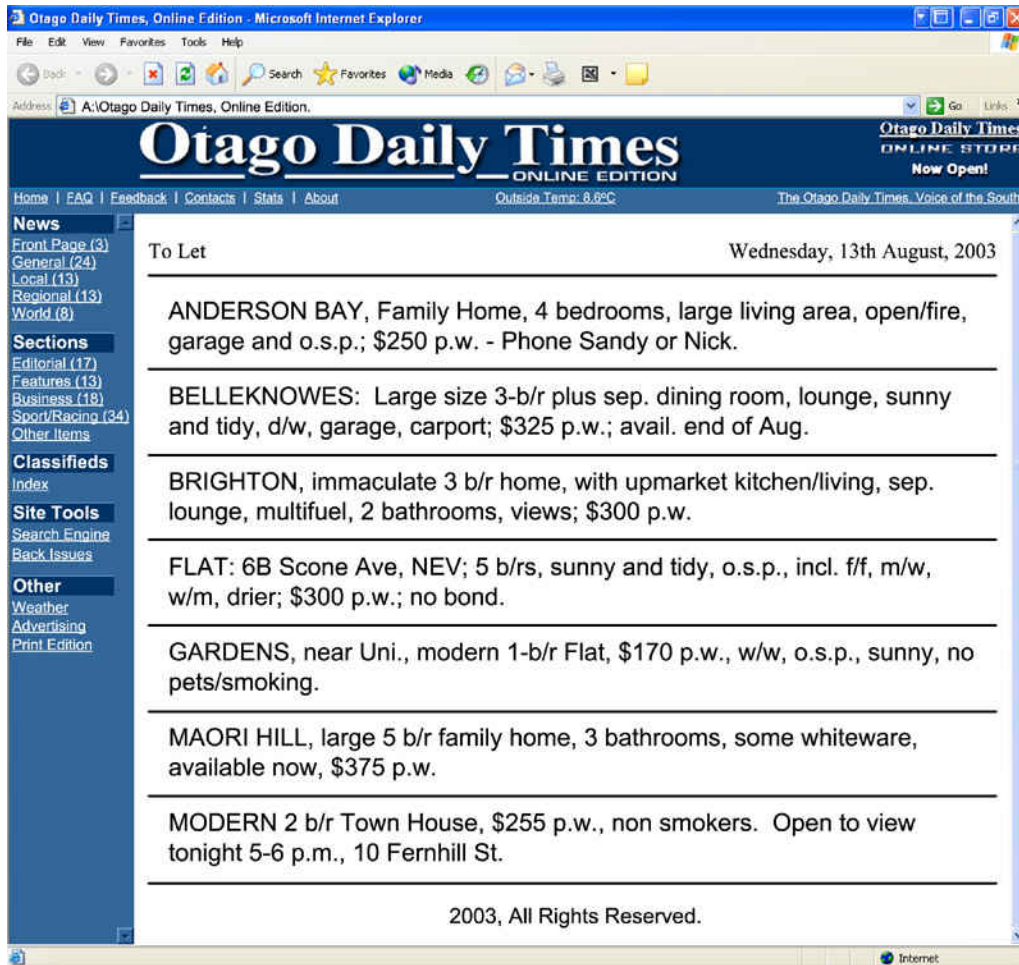 Otago Daily Times, Online Edition - Microsoft Internet Explorer
File Edit View Favorites Tools Help
Back Search Favorites Media
Address A:\Otago Daily Times, Online Edition. Go Links
Otago Daily Times
ONLINE EDITION
Otago Daily Times
ONLINE STORE
Now Open!
Home | FAQ | Feedback | Contacts | Stats | About Outside Temp: 8.6ºC The Otago Daily Times. Voice of the South
News
Front Page (3)
General (24)
Local (13)
Regional (13)
World (8)
Sections
Editorial (17)
Features (13)
Business (18)
Sport/Racing (34)
Other Items
Classifieds
Index
Site Tools
Search Engine
Back Issues
Other
Weather
Advertising
Print Edition
To Let Wednesday, 13th August, 2003
ANDERSON BAY, Family Home, 4 bedrooms, large living area, open/fire,
garage and o.s.p.; $250 p.w. - Phone Sandy or Nick.
BELLEKNOWES: Large size 3-b/r plus sep. dining room, lounge, sunny
and tidy, d/w, garage, carport; $325 p.w.; avail. end of Aug.
BRIGHTON, immaculate 3 b/r home, with upmarket kitchen/living, sep.
lounge, multifuel, 2 bathrooms, views; $300 p.w.
FLAT: 6B Scone Ave, NEV; 5 b/rs, sunny and tidy, o.s.p., incl. f/f, m/w,
w/m, drier; $300 p.w.; no bond.
GARDENS, near Uni., modern 1-b/r Flat, $170 p.w., w/w, o.s.p., sunny, no
pets/smoking.
MAORI HILL, large 5 b/r family home, 3 bathrooms, some whiteware,
available now, $375 p.w.
MODERN 2 b/r Town House, $255 p.w., non smokers. Open to view
tonight 5-6 p.m., 10 Fernhill St.
2003, All Rights Reserved.
Internet